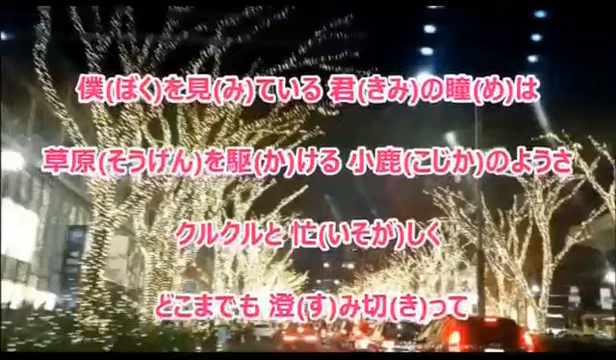 僕(ぼく)を見(み)ている 君(きみ)の瞳(め)は
草原(そうげん)を駆(か)ける 小鹿(こじか)のようさ
クルクルと 忙(いそが)しく
どこまでも 澄(す)み切(き)って